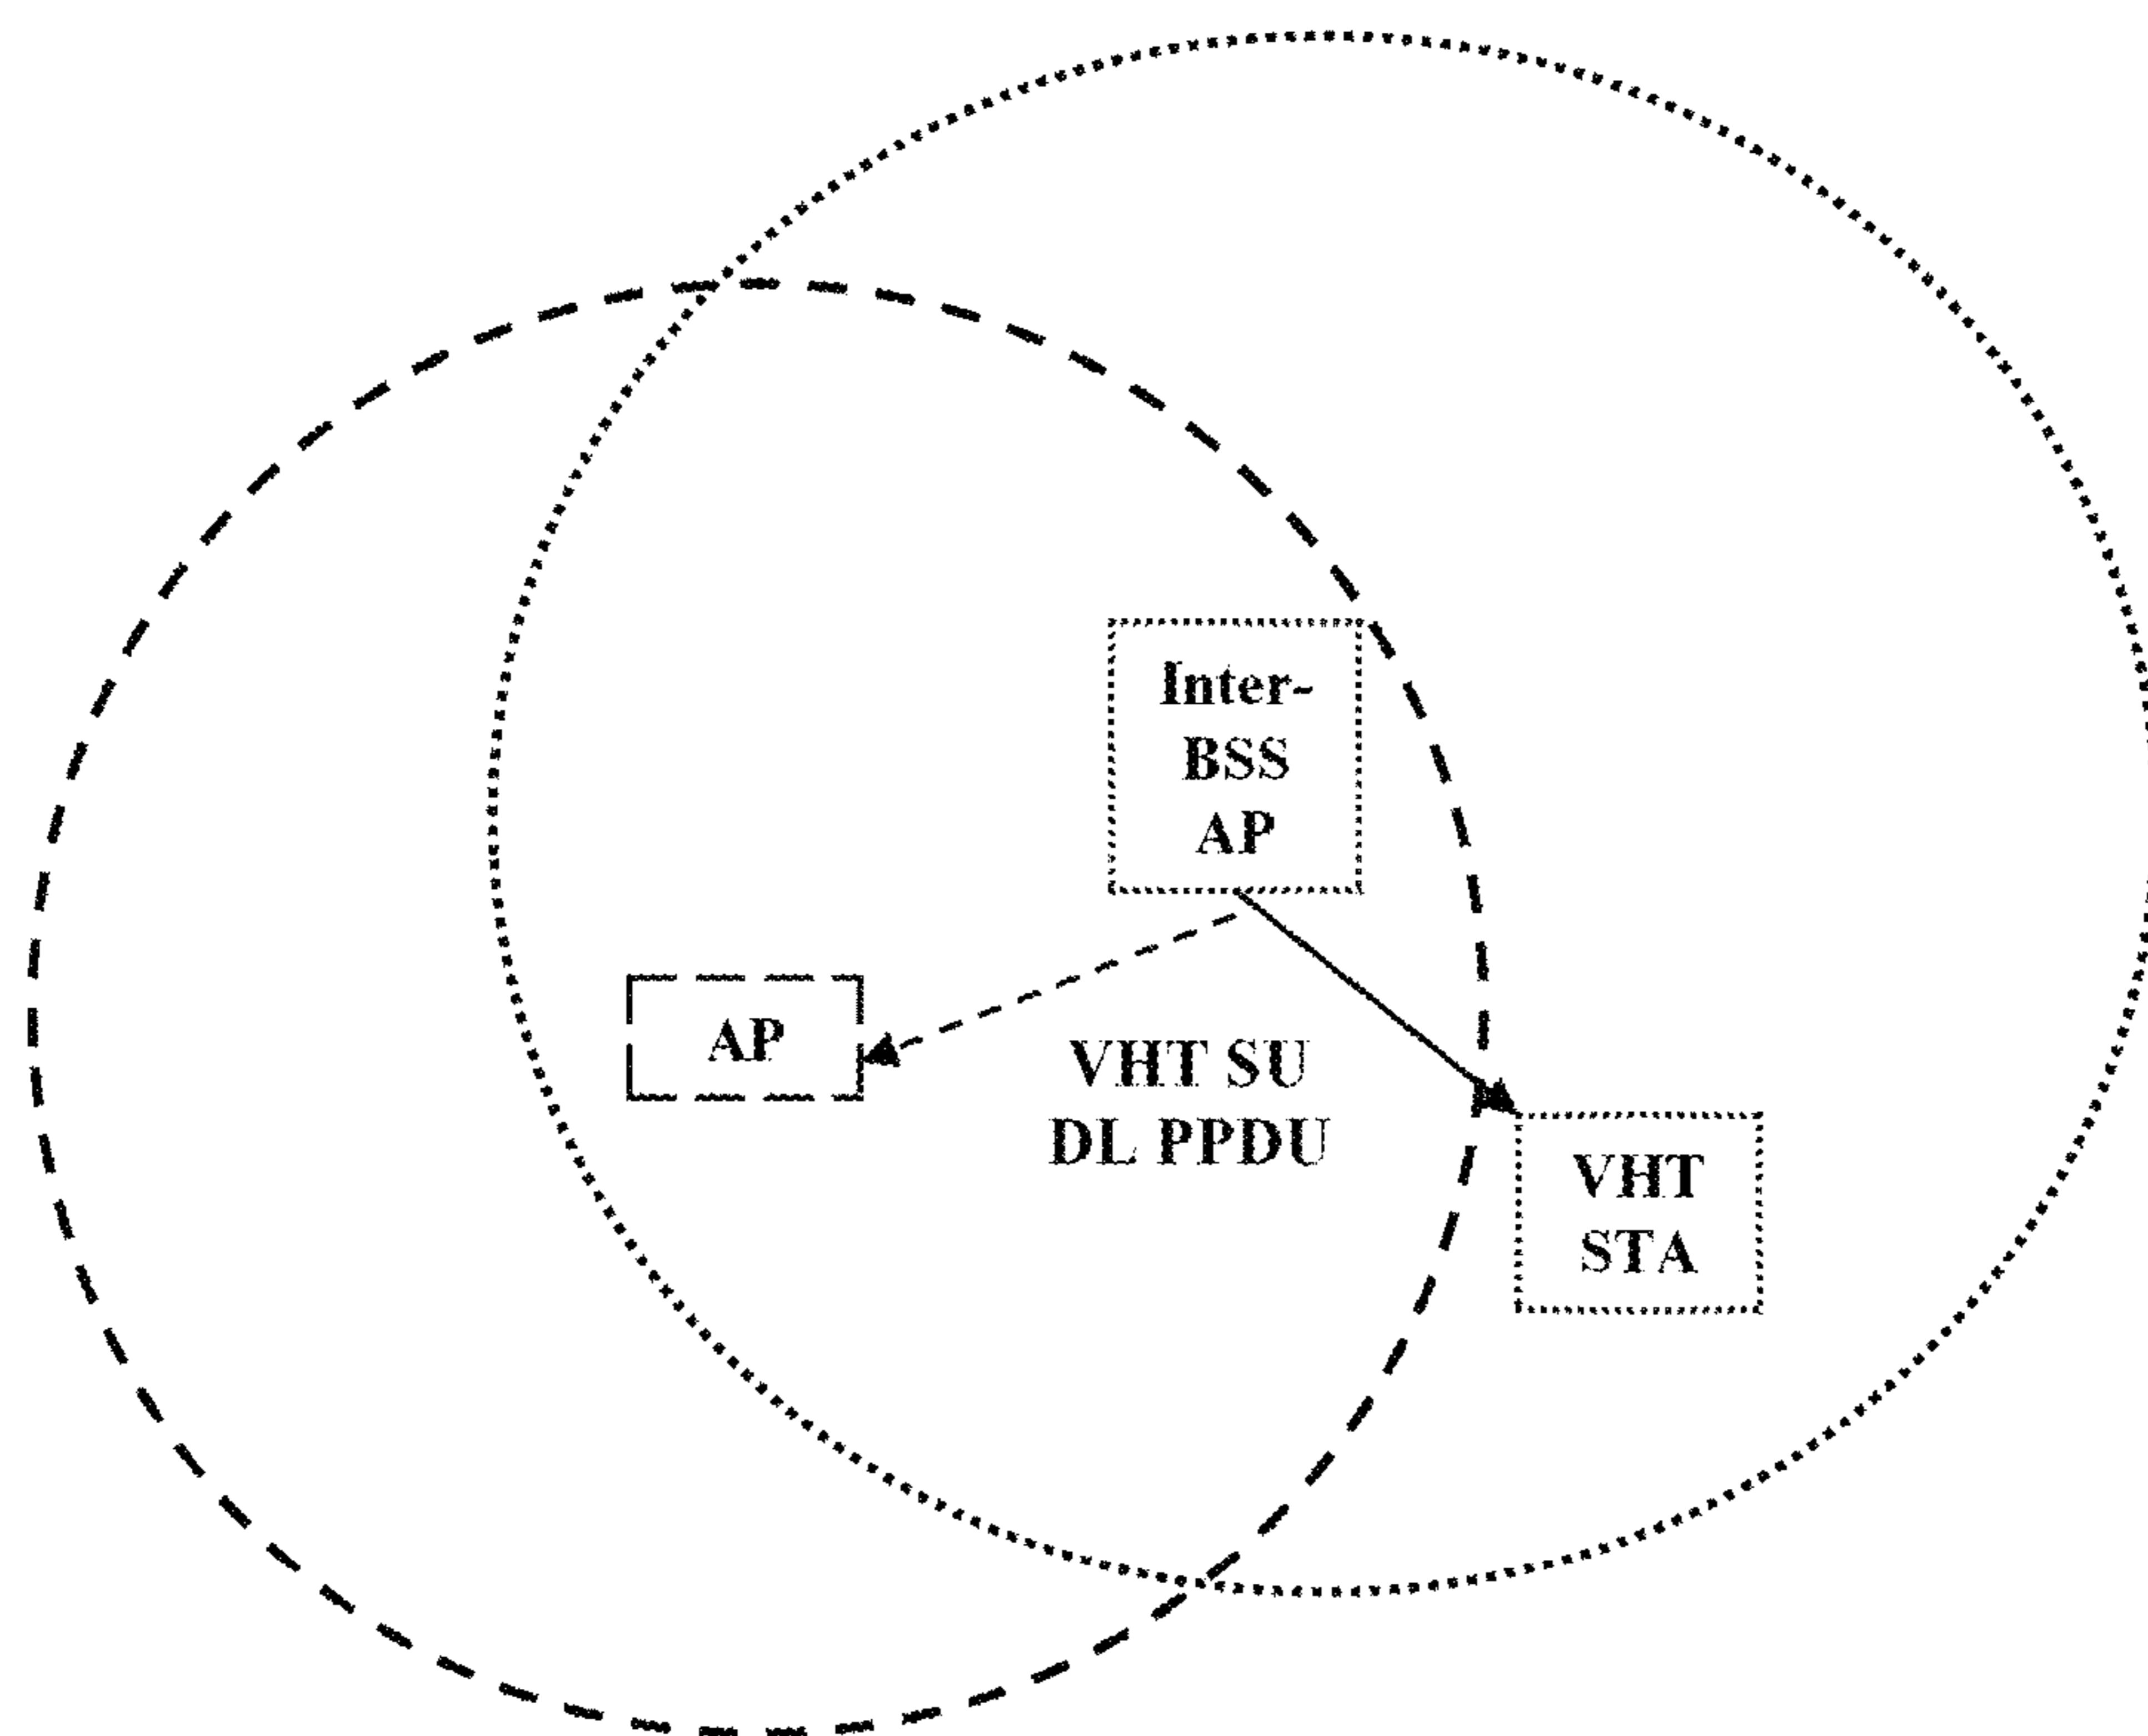 Inter-
BSS
AP
AP
VHT SU
DL PPDU
VHT
STA